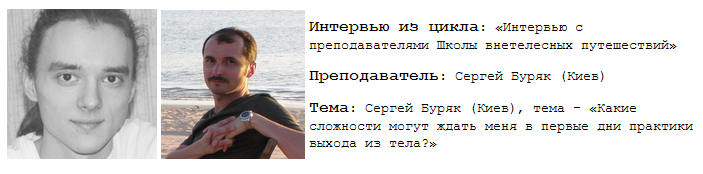 Интервью из цикла: «Интервью с
преподавателями Школы внетелесных путешествий»
Преподаватель: Сергей Буряк (Киев)
Тема: Сергей Буряк (Киев), тема - «Какие
сложности могут ждать меня в первые дни практики
выхода из тела?»